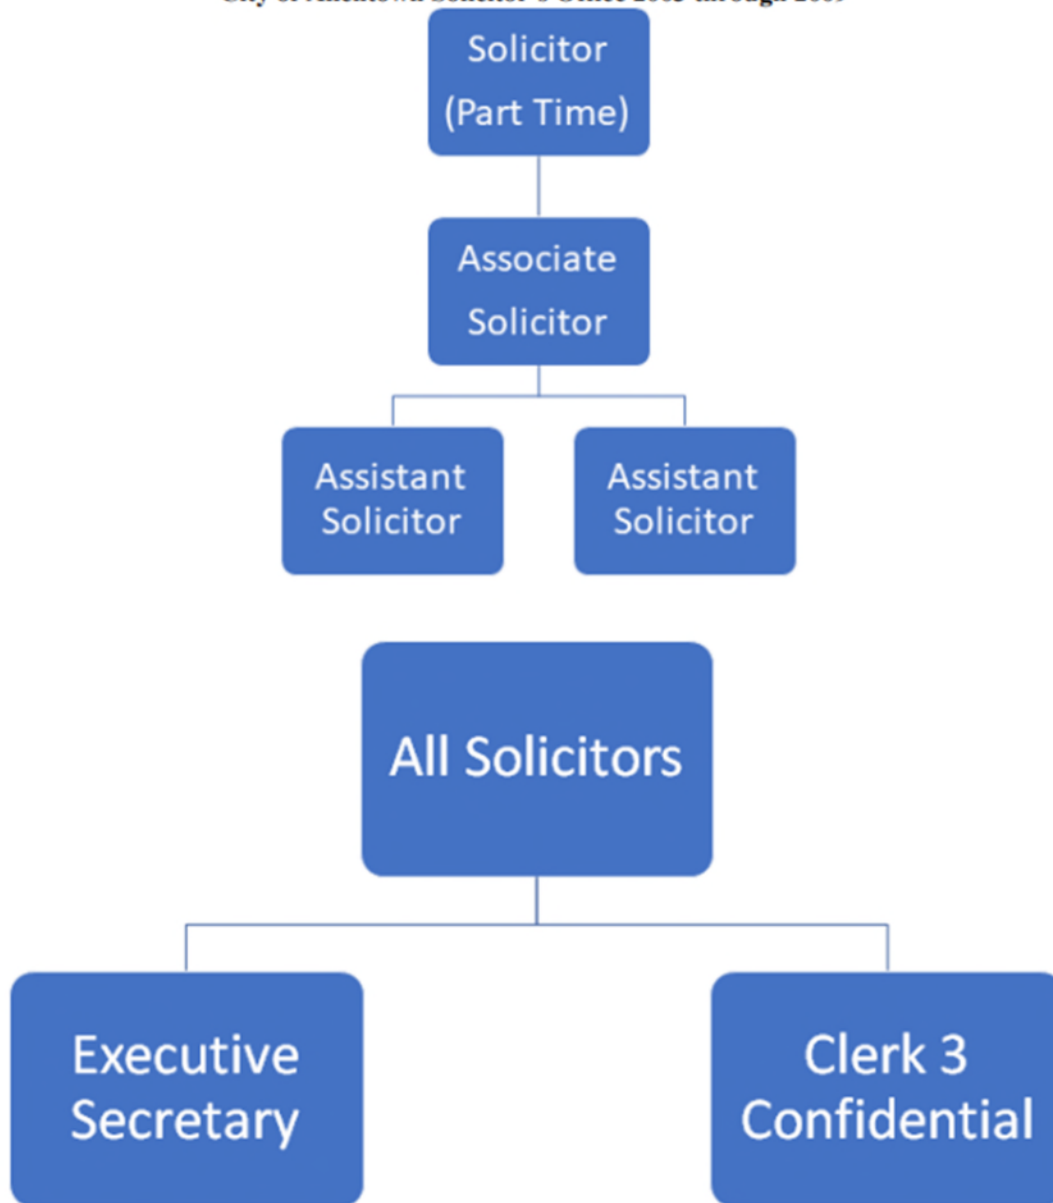 Solicitor
(Part Time)
Associate
Solicitor
Assistant
Solicitor
Assistant
Solicitor
All Solicitors
Executive
Secretary
Clerk 3
Confidential